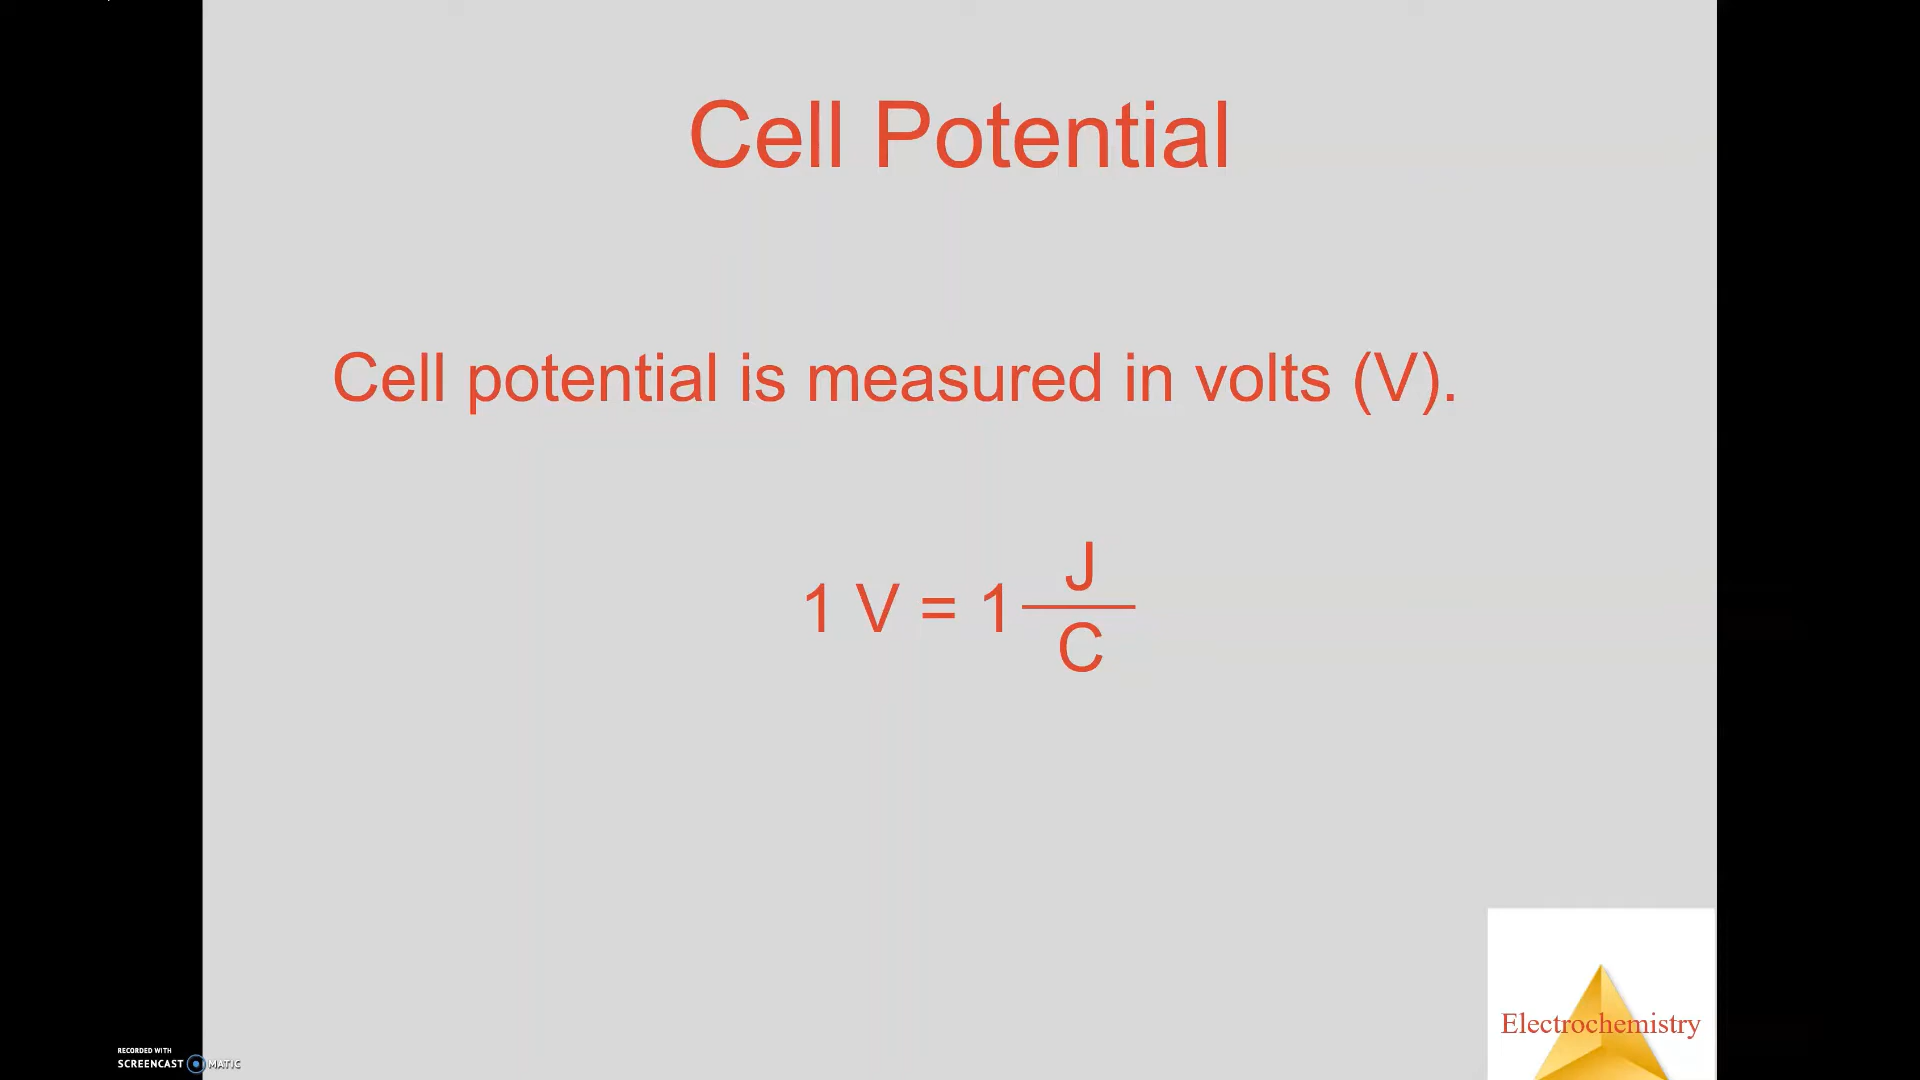 Cell Potential
Cell potential is measured in volts (V).
1 V = 1 J
C
Electrochemistry
RECORDED WITH
SCREENCAST MATIC